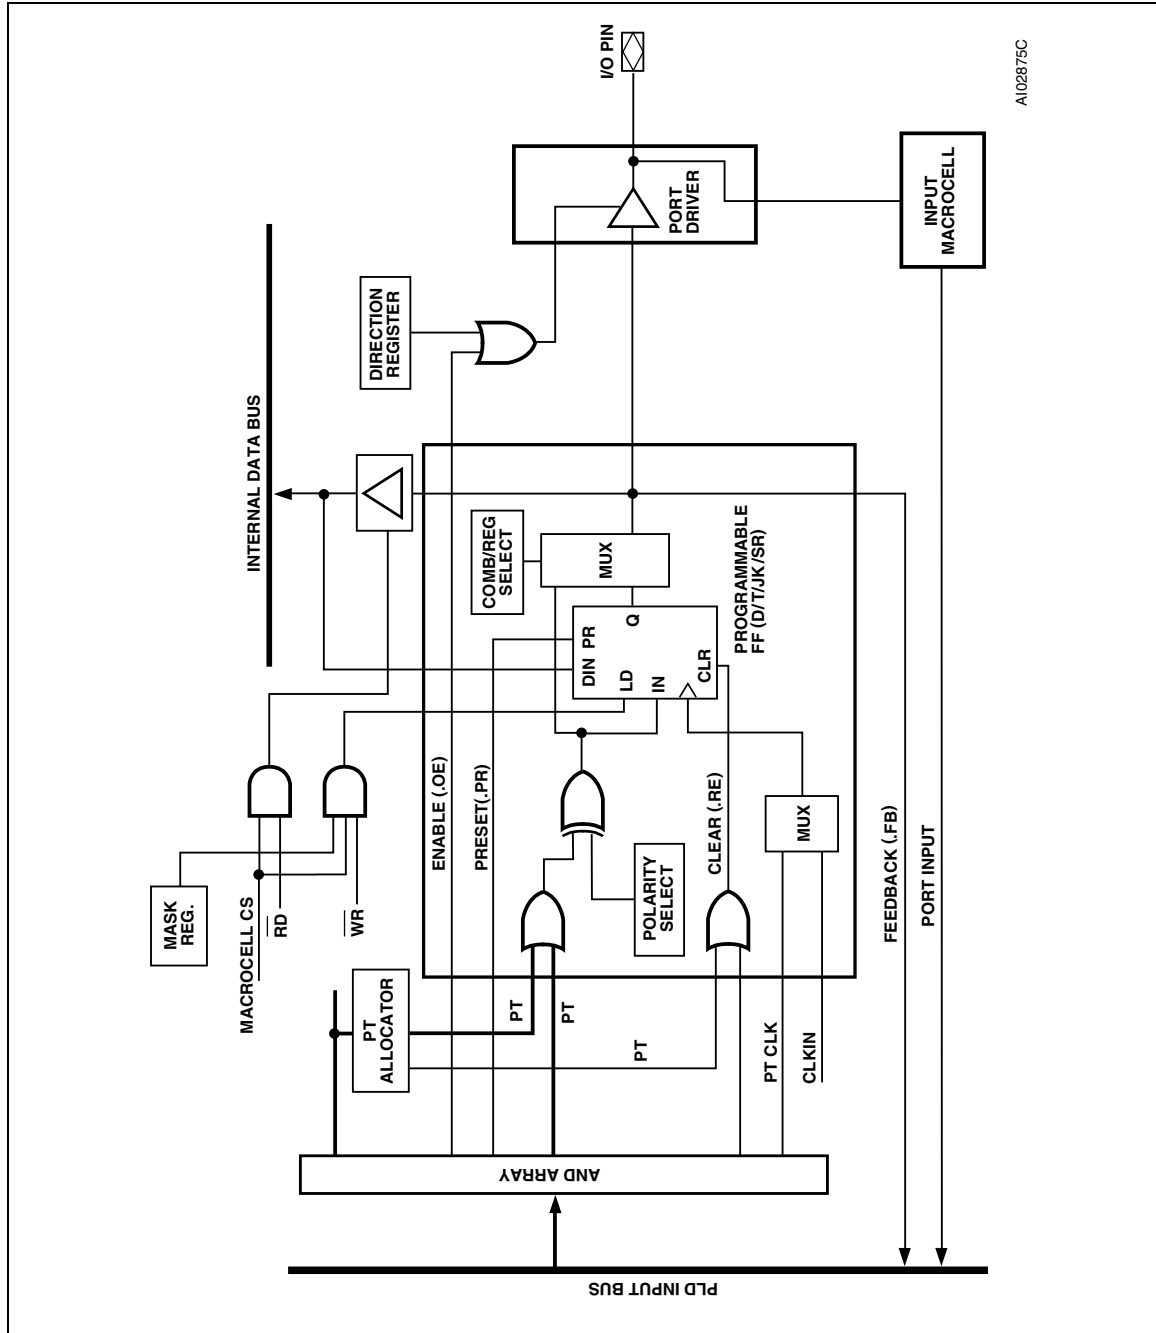 I/O PIN
AI02875C
PORT
DRIVER
INPUT
MACROCELL
DIRECTION
REGISTER
INTERNAL DATA BUS
COMB/REG
SELECT
MUX
PROGRAMMABLE
FF (D/T/JK/SR)
DIN
PR
LD
Q
IN
CLR
ENABLE (.OE)
PRESET(.PR)
CLEAR (.RE)
MUX
POLARITY
SELECT
FEEDBACK (.FB)
PORT INPUT
MASK
REG.
MACROCELL CS
RD
WR
PT
ALLOCATOR
PT
PT
PT
PT CLK
CLKIN
AND ARRAY
PLD INPUT BUS